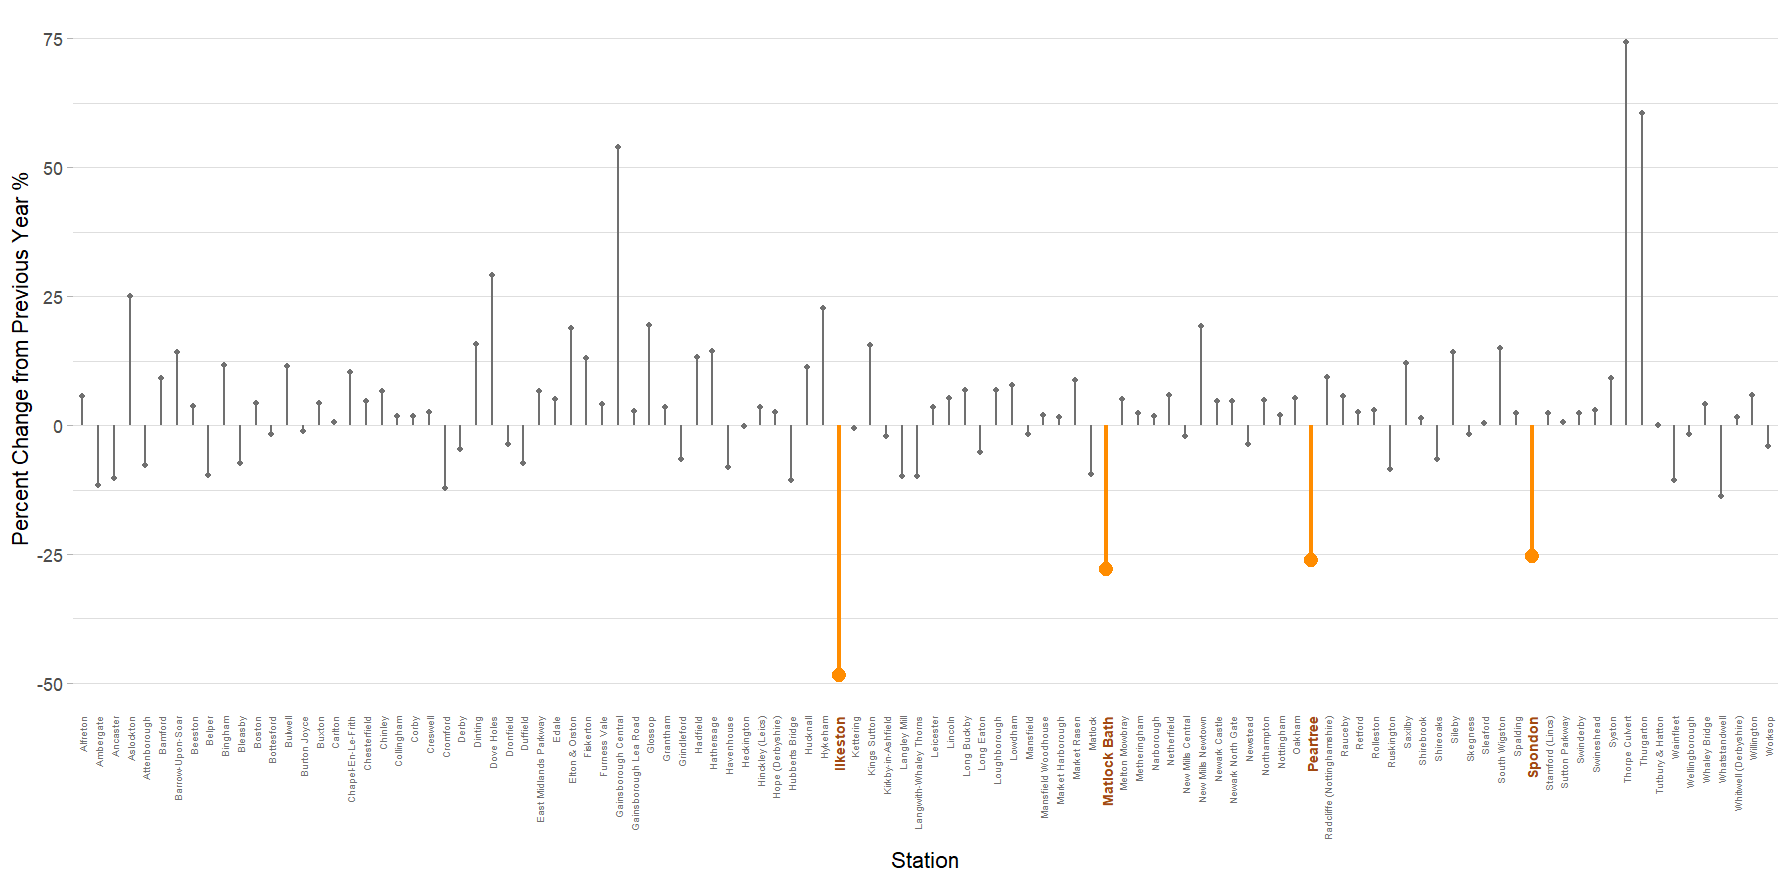 Percent Change from Previous Year %
75
50
25
0
-25
-50
Alfreton
Ambergate
Ancaster
Aslockton
Attenborough
Bamford
Barrow-Upon-Soar
Beeston
Belper
Bingham
Bleasby
Boston
Bottesford
Bulwell
Burton Joyce
Buxton
Carlton
Chapel-En-Le-Frith
Chesterfield
Chinley
Collingham
Corby
Creswell
Cromford
Derby
Dinting
Dove Holes
Dronfield
Duffield
East Midlands Parkway
Edale
Elton & Orston
Fiskerton
Furness Vale
Gainsborough Central
Gainsborough Lea Road
Glossop
Grantham
Grindleford
Hadfield
Hathersage
Havenhouse
Heckington
Hinckley (Leics)
Hope (Derbyshire)
Hubberts Bridge
Hucknall
Hykeham
Ilkeston
Kettering
Kings Sutton
Kirkby-in-Ashfield
Langley Mill
Langwith-Whaley Thorns
Leicester
Lincoln
Long Buckby
Long Eaton
Loughborough
Lowdham
Mansfield
Mansfield Woodhouse
Market Harborough
Market Rasen
Matlock
Matlock Bath
Melton Mowbray
Metheringham
Narborough
Netherfield
New Mills Central
New Mills Newtown
Newark Castle
Newark North Gate
Newstead
Northampton
Nottingham
Oakham
Peartree
Radcliffe (Nottinghamshire)
Rauceby
Retford
Rolleston
Ruskington
Saxilby
Shirebrook
Shireoaks
Sileby
Skegness
Sleaford
South Wigston
Spalding
Spondon
Stamford (Lincs)
Sutton Parkway
Swinderby
Swineshead
Syston
Thorpe Culvert
Thurgarton
Tutbury & Hatton
Wainfleet
Wellingborough
Whaley Bridge
Whatstandwell
Whitwell (Derbyshire)
Willington
Worksop
Station